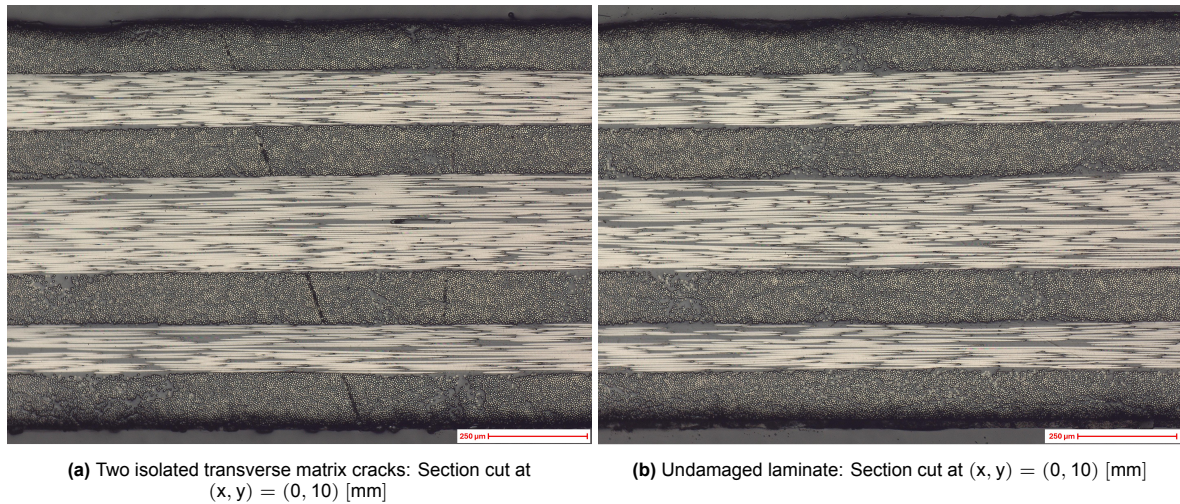 250 µm
250 µm
(a) Two isolated transverse matrix cracks: Section cut at
(x, y) = (0, 10) [mm]
(b) Undamaged laminate: Section cut at (x, y) = (0, 10) [mm]